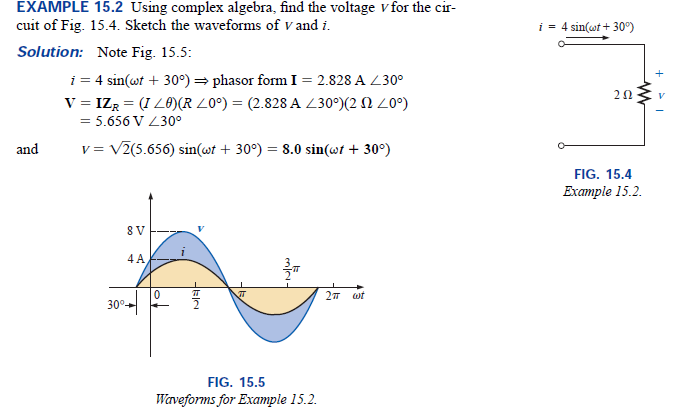 EXAMPLE 15.2 Using complex algebra, find the voltage v for the cir-
cuit of Fig. 15.4. Sketch the waveforms of v and i.
Solution: Note Fig. 15.5:
i = 4 sin(ωt + 30°) ⇒ phasor form I = 2.828 A ∠30°
V = IZR = (I ∠θ)(R ∠0°) = (2.828 A ∠30°)(2 Ω ∠0°)
= 5.656 V ∠30°
and v = √2(5.656) sin(ωt + 30°) = 8.0 sin(ωt + 30°)
i = 4 sin(ωt + 30°)
2 Ω
+
v
–
FIG. 15.4
Example 15.2.
8 V
v
4 A
i
30°
0
π/2
π
3/2 π
2π ωt
FIG. 15.5
Waveforms for Example 15.2.